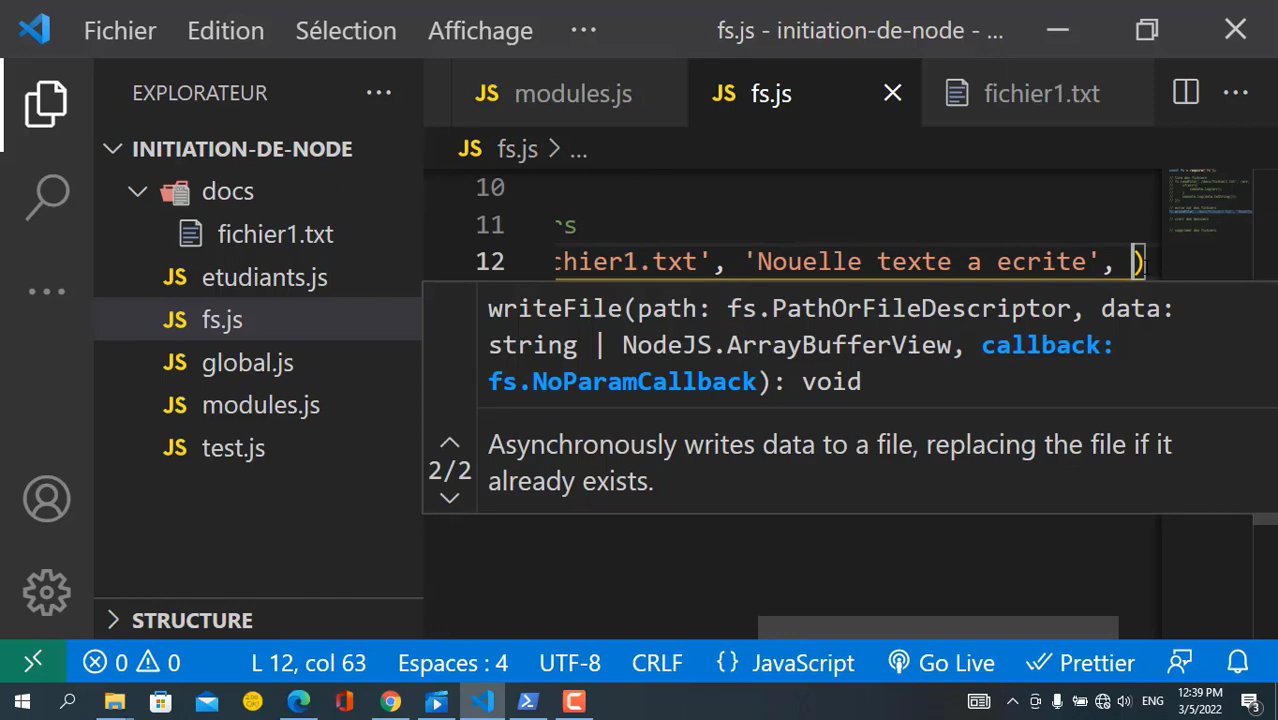 Fichier Edition Sélection Affichage ··· fs.js - initiation-de-node - ...
EXPLORATEUR ···
JS modules.js JS fs.js fichier1.txt ···
INITIATION-DE-NODE
JS fs.js > ...
docs
fichier1.txt
JS etudiants.js
JS fs.js
JS global.js
JS modules.js
JS test.js
STRUCTURE
10
11 rs
12 chier1.txt', 'Nouelle texte a ecrite', )
writeFile(path: fs.PathOrFileDescriptor, data:
string | NodeJS.ArrayBufferView, callback:
fs.NoParamCallback): void
2/2
Asynchronously writes data to a file, replacing the file if it
already exists.
0 0 L 12, col 63 Espaces : 4 UTF-8 CRLF {} JavaScript Go Live Prettier
ENG 12:39 PM
3/5/2022
3